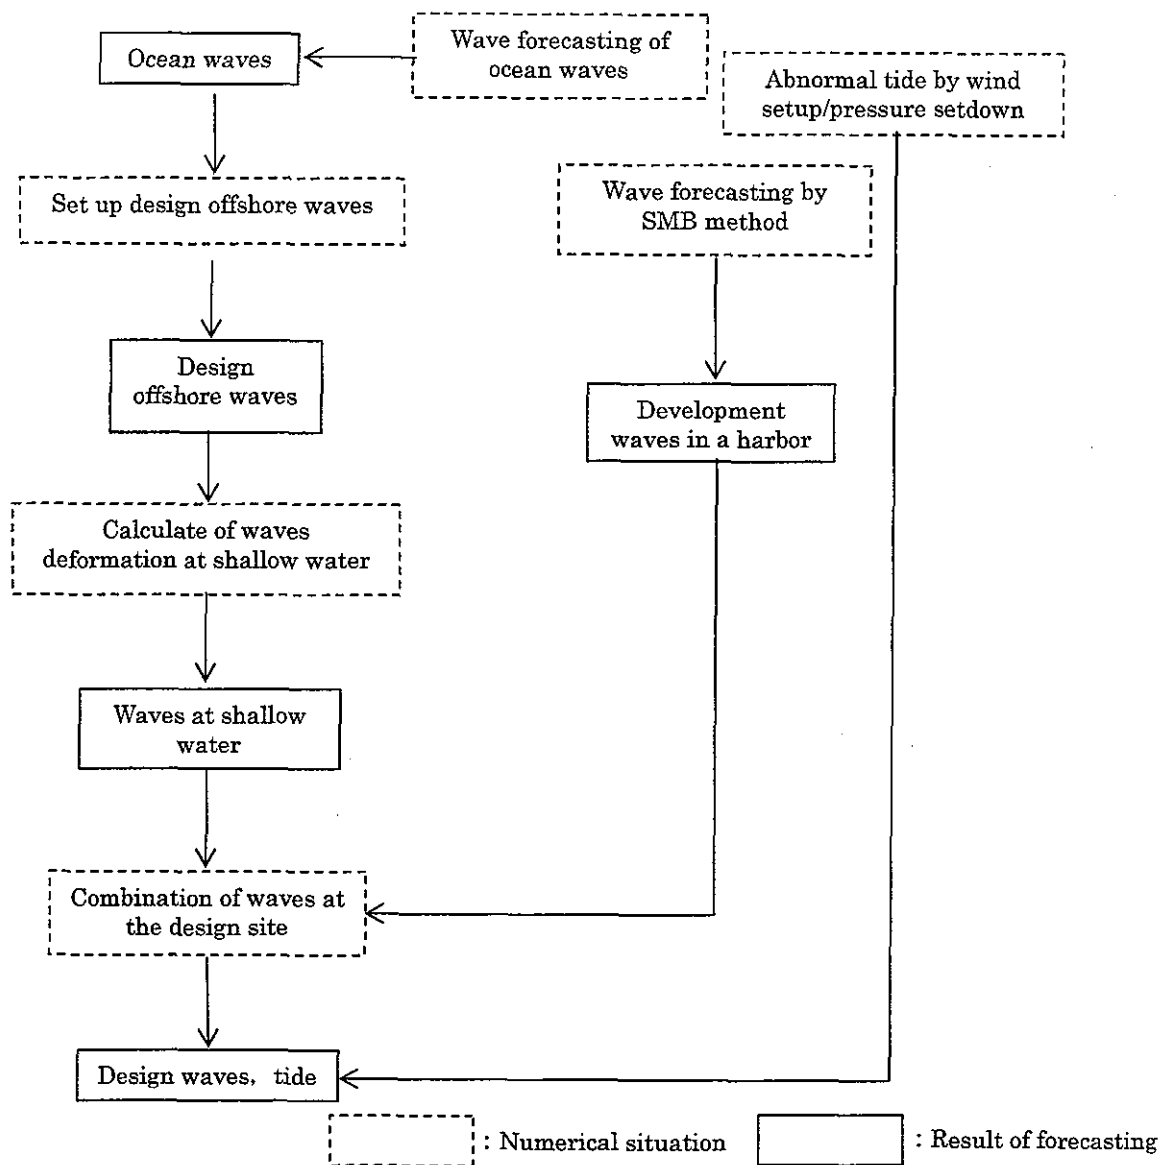 Ocean waves
Wave forecasting of
ocean waves
Abnormal tide by wind
setup/pressure setdown
Set up design offshore waves
Wave forecasting by
SMB method
Design
offshore waves
Development
waves in a harbor
Calculate of waves
deformation at shallow water
Waves at shallow
water
Combination of waves at
the design site
Design waves, tide
: Numerical situation
: Result of forecasting